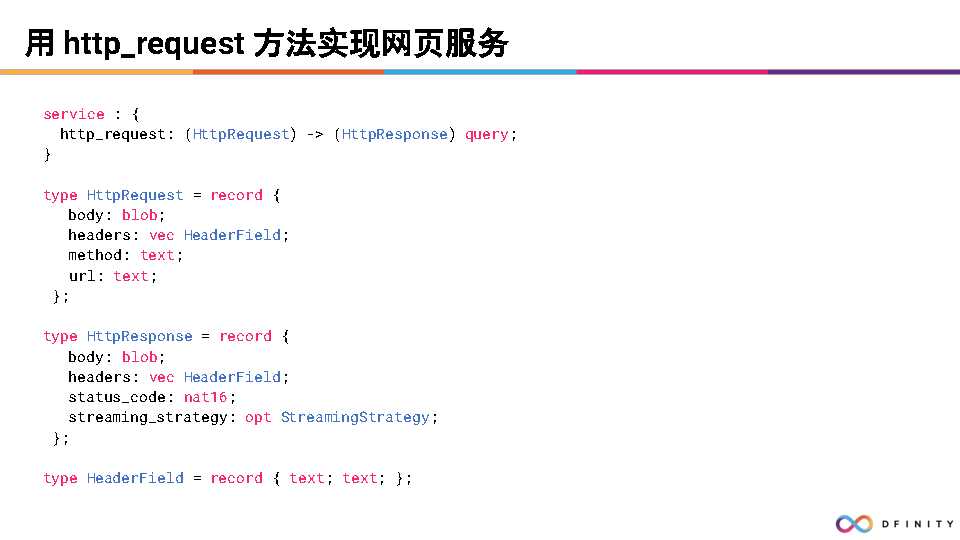 用 http_request 方法实现网页服务
service : {
  http_request: (HttpRequest) -> (HttpResponse) query;
}
type HttpRequest = record {
   body: blob;
   headers: vec HeaderField;
   method: text;
   url: text;
 };
type HttpResponse = record {
   body: blob;
   headers: vec HeaderField;
   status_code: nat16;
   streaming_strategy: opt StreamingStrategy;
 };
type HeaderField = record { text; text; };
DFINITY